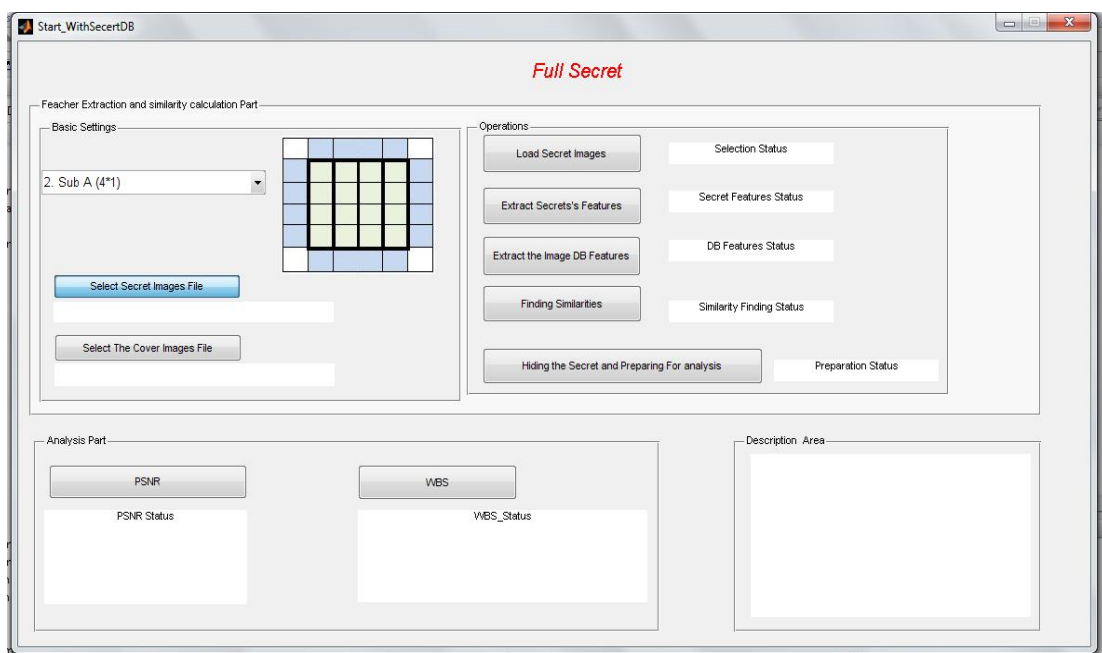 Start_WithSecertDB
Full Secret
Feacher Extraction and similarity calculation Part
Basic Settings
2. Sub A (4*1)
Select Secret Images File
Select The Cover Images File
Operations
Load Secret Images
Selection Status
Extract Secrets's Features
Secret Features Status
Extract the Image DB Features
DB Features Status
Finding Similarities
Similarity Finding Status
Hiding the Secret and Preparing For analysis
Preparation Status
Analysis Part
PSNR
PSNR Status
WBS
WBS_Status
Description Area